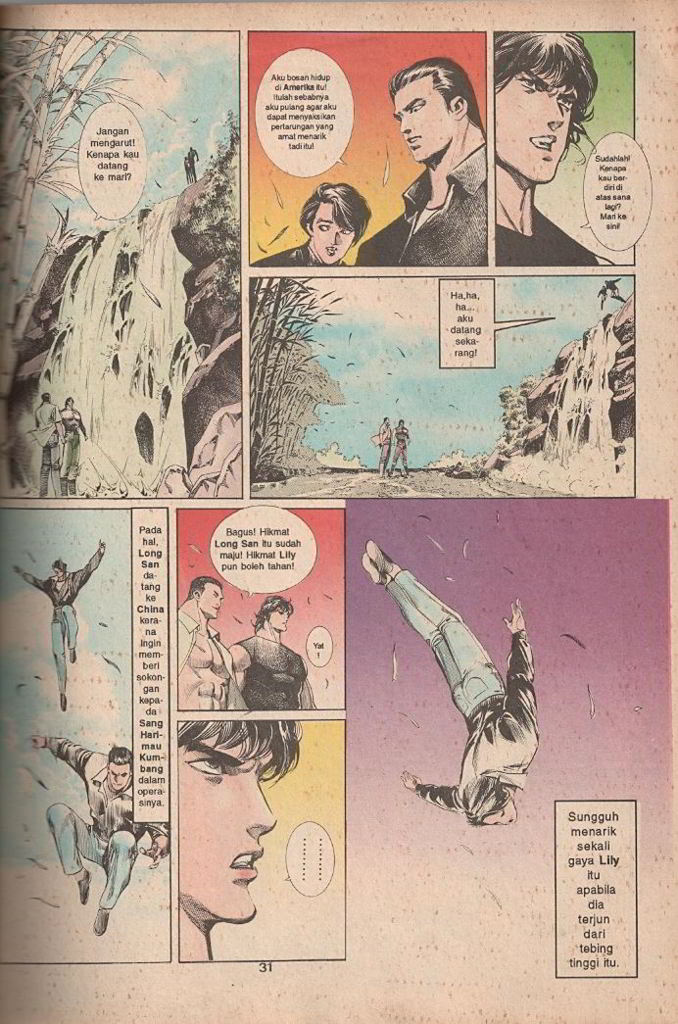 Jangan
mengarut!
Kenapa kau
datang
ke mari?
Aku bosan hidup
di Amerika itu!
Itulah sebabnya
aku pulang agar aku
dapat menyaksikan
pertarungan yang
amat menarik
tadi itu!
Sudahlah!
Kenapa
kau ber-
diri di
atas sana
lagi?
Mari ke
sini!
Ha,ha,
ha...
aku
datang
seka-
rang!
Pada
hal,
Long
San
da-
tang
ke
China
kera-
na
ingin
mem-
beri
sokong-
gan
kepa-
da
Sang
Hari-
mau
Kum-
bang
dalam
opera-
sinya.
Bagus! Hikmat
Long San itu sudah
maju! Hikmat Lily
pun boleh tahan!
Yat
!
Sungguh
menarik
sekali
gaya Lily
itu
apabila
dia
terjun
dari
tebing
tinggi itu.
31